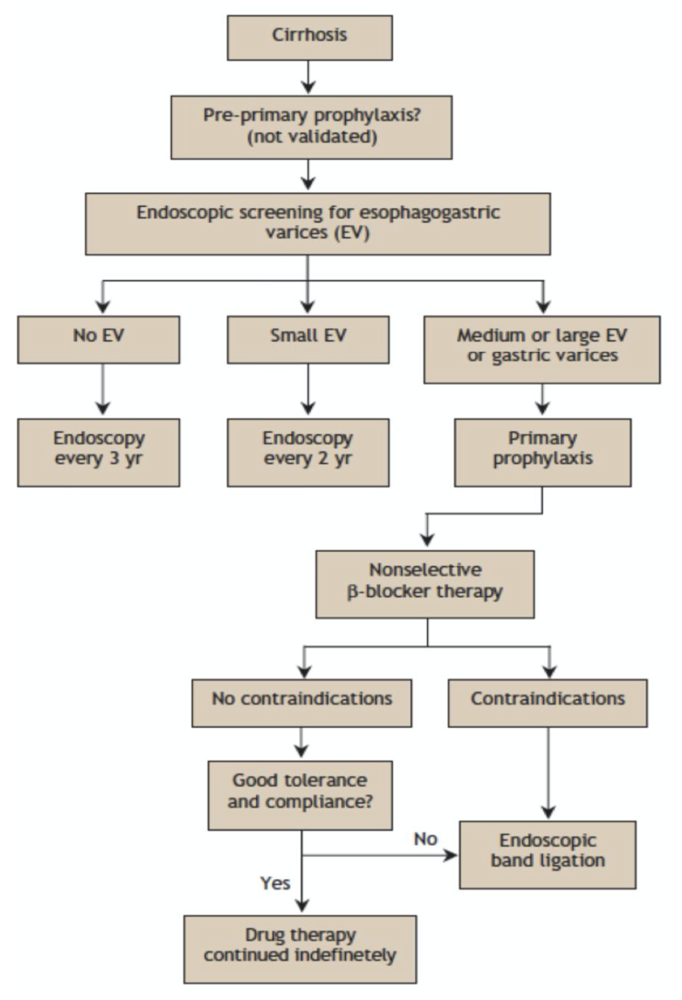 Cirrhosis
Pre-primary prophylaxis?
(not validated)
Endoscopic screening for esophagogastric
varices (EV)
No EV
Small EV
Medium or large EV
or gastric varices
Endoscopy
every 3 yr
Endoscopy
every 2 yr
Primary
prophylaxis
Nonselective
β-blocker therapy
No contraindications
Contraindications
Good tolerance
and compliance?
No
Endoscopic
band ligation
Yes
Drug therapy
continued indefinetely